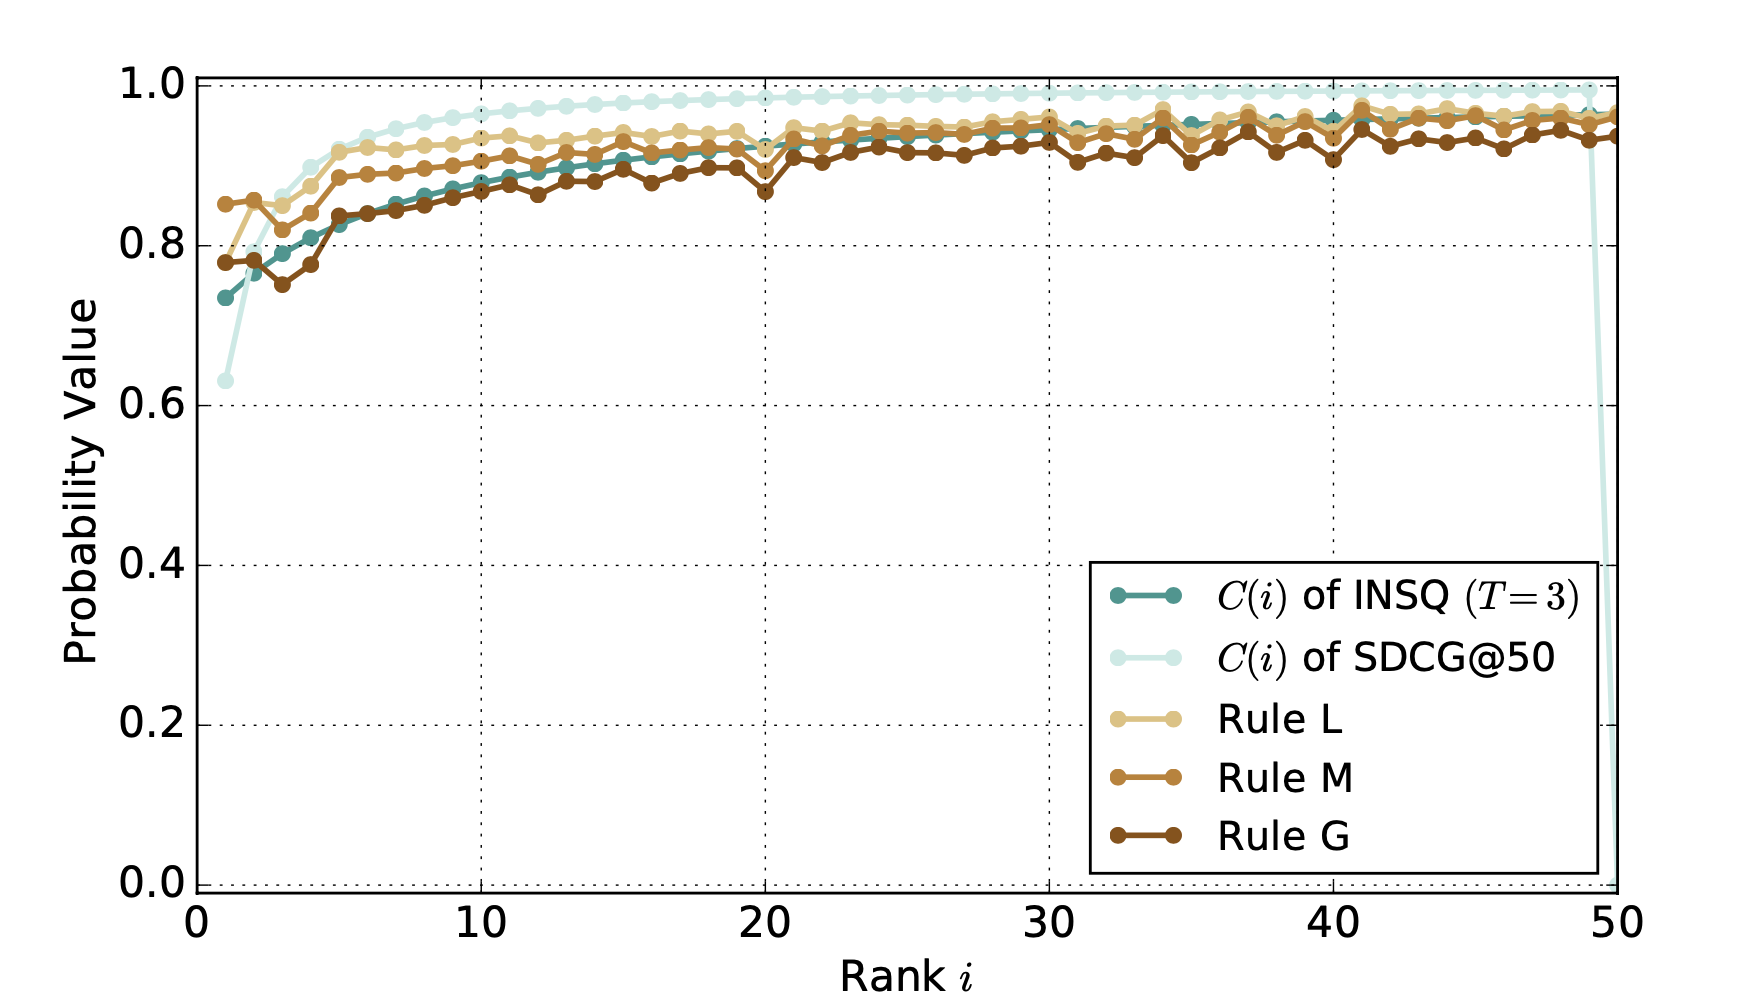 1.0
0.8
0.6
0.4
0.2
0.0
Probability Value
0 10 20 30 40 50
Rank i
C(i) of INSQ (T=3)
C(i) of SDCG@50
Rule L
Rule M
Rule G